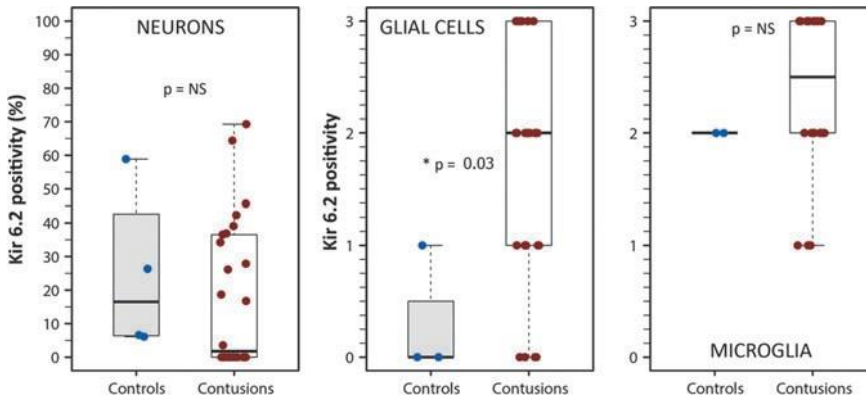 NEURONS
p = NS
Kir 6.2 positivity (%)
100
90
80
70
60
50
40
30
20
10
0
Controls
Contusions
GLIAL CELLS
* p = 0.03
Kir 6.2 positivity
3
2
1
0
Controls
Contusions
p = NS
MICROGLIA
3
2
1
0
Controls
Contusions